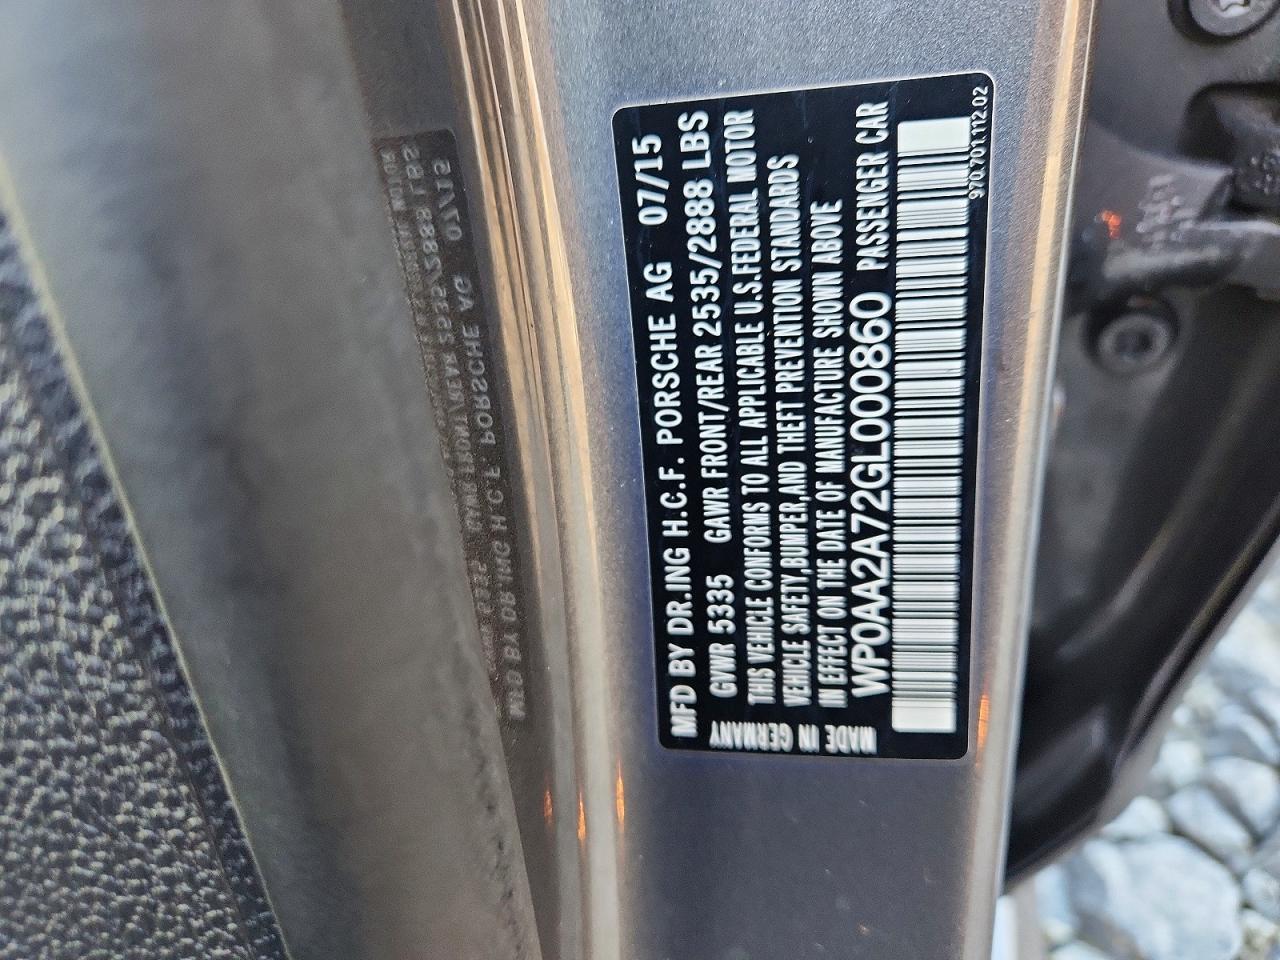 MFD BY DR.ING H.C.F. PORSCHE AG 07/15
GVWR 5335 GAWR FRONT/REAR 2535/2888 LBS
THIS VEHICLE CONFORMS TO ALL APPLICABLE U.S.FEDERAL MOTOR
VEHICLE SAFETY,BUMPER,AND THEFT PREVENTION STANDARDS
IN EFFECT ON THE DATE OF MANUFACTURE SHOWN ABOVE
WP0AA2A72GL000860 PASSENGER CAR
MADE IN GERMANY
970.701.112.02